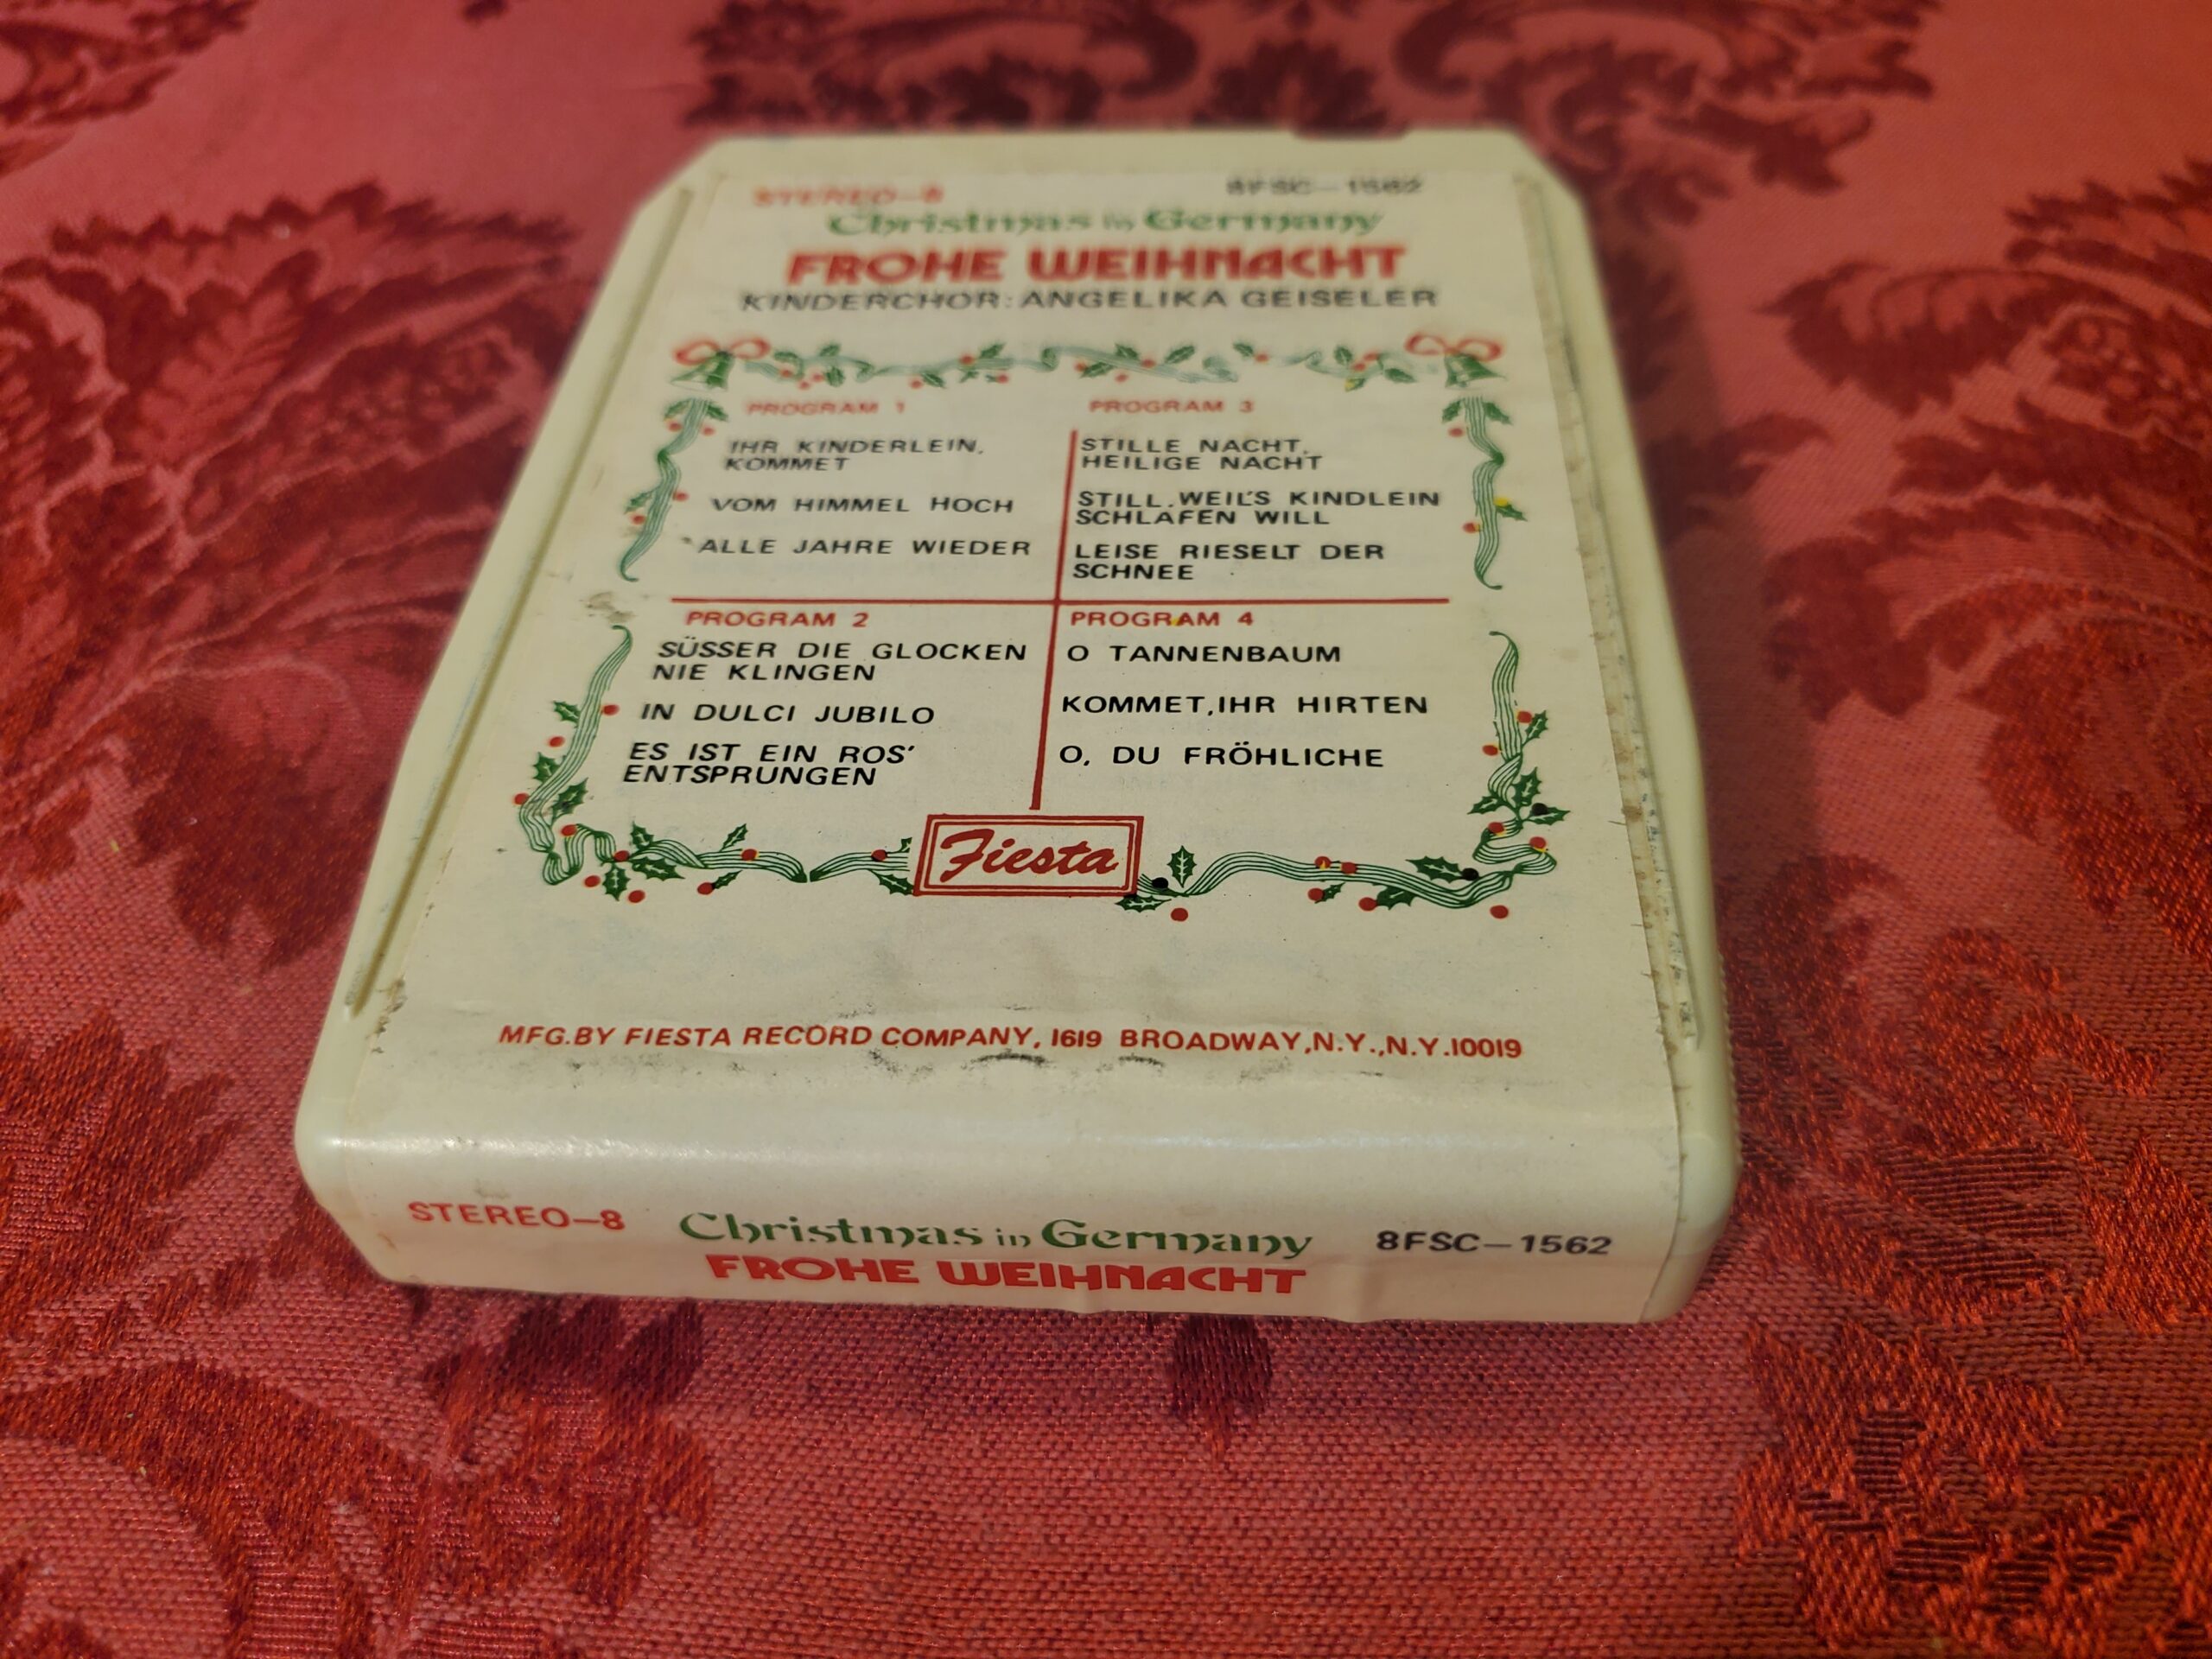 STEREO–8 8FSC–1562
Christmas in Germany
FROHE WEIHNACHT
KINDERCHOR: ANGELIKA GEISELER
PROGRAM 1
IHR KINDERLEIN,
KOMMET
VOM HIMMEL HOCH
ALLE JAHRE WIEDER
PROGRAM 2
SÜSSER DIE GLOCKEN
NIE KLINGEN
IN DULCI JUBILO
ES IST EIN ROS'
ENTSPRUNGEN
PROGRAM 3
STILLE NACHT,
HEILIGE NACHT
STILL, WEIL'S KINDLEIN
SCHLAFEN WILL
LEISE RIESELT DER
SCHNEE
PROGRAM 4
O TANNENBAUM
KOMMET,IHR HIRTEN
O, DU FRÖHLICHE
Fiesta
MFG.BY FIESTA RECORD COMPANY, 1619 BROADWAY,N.Y.,N.Y.10019
STEREO–8 Christmas in Germany 8FSC–1562
FROHE WEIHNACHT